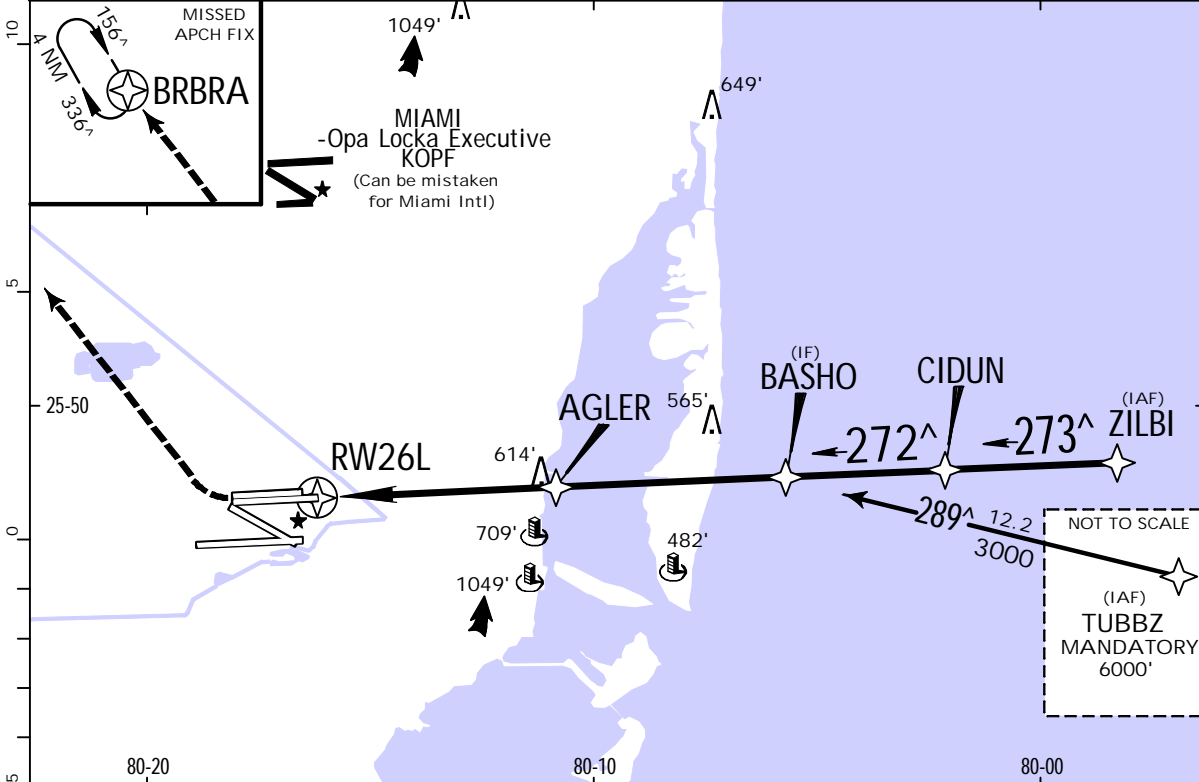 MISSED
APCH FIX
156^
4 NM
336^
BRBRA
10
1049'
649'
MIAMI
-Opa Locka Executive
KOPF
(Can be mistaken
for Miami Intl)
5
25-50
(IF)
BASHO
CIDUN
(IAF)
ZILBI
AGLER
565'
272^
273^
RW26L
614'
289^
12.2
3000
NOT TO SCALE
0
709'
482'
1049'
(IAF)
TUBBZ
MANDATORY
6000'
80-20
80-10
80-00
5